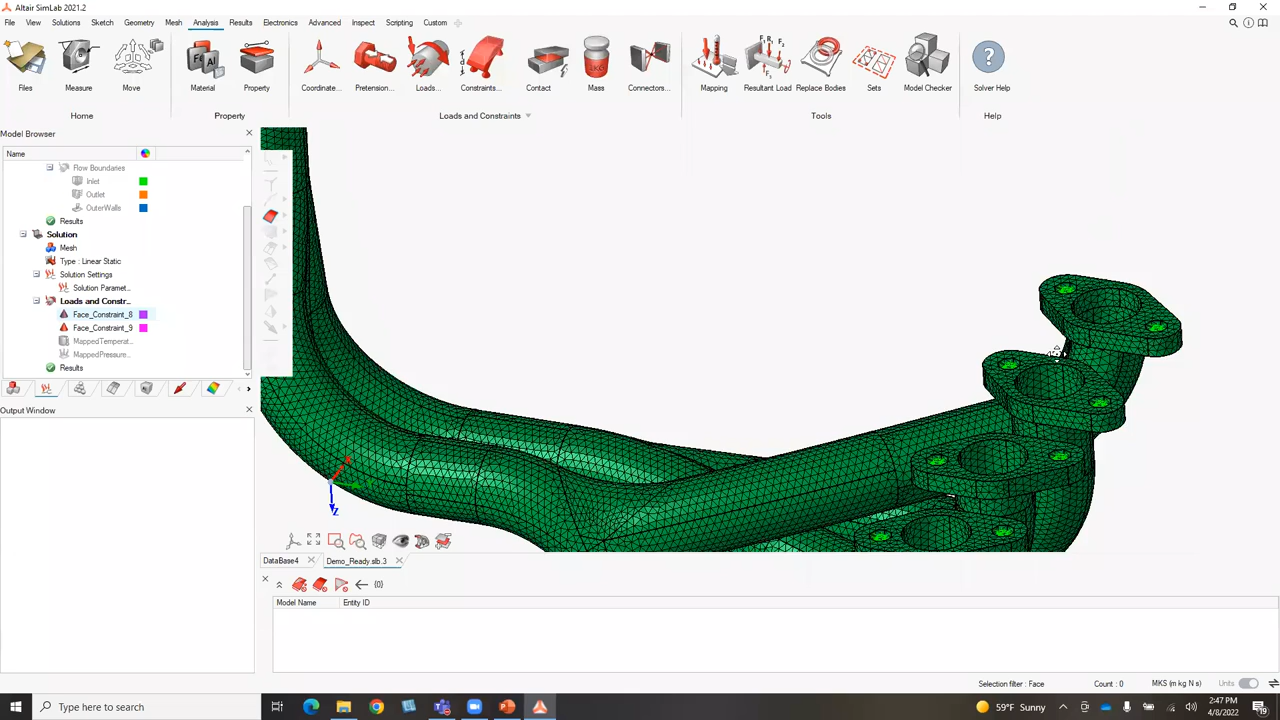 Altair SimLab 2021.2
File View Solutions Sketch Geometry Mesh Analysis Results Electronics Advanced Inspect Scripting Custom
Files Measure Move Material Property Coordinate... Pretension... Loads... Constraints... Contact Mass Connectors... Mapping Resultant Load Replace Bodies Sets Model Checker Solver Help
Home Property Loads and Constraints Tools Help
Model Browser
Name
Flow Boundaries
Inlet
Outlet
OuterWalls
Results
Solution
Mesh
Type : Linear Static
Solution Settings
Solution Paramet...
Loads and Constr...
Face_Constraint_8
Face_Constraint_9
MappedTemperat...
MappedPressure...
Results
Output Window
Z
DataBase4 Demo_Ready.slb.3
{0}
Model Name Entity ID
Selection filter : Face Count : 0 MKS (m kg N s) Units
Type here to search
59°F Sunny
2:47 PM
4/8/2022